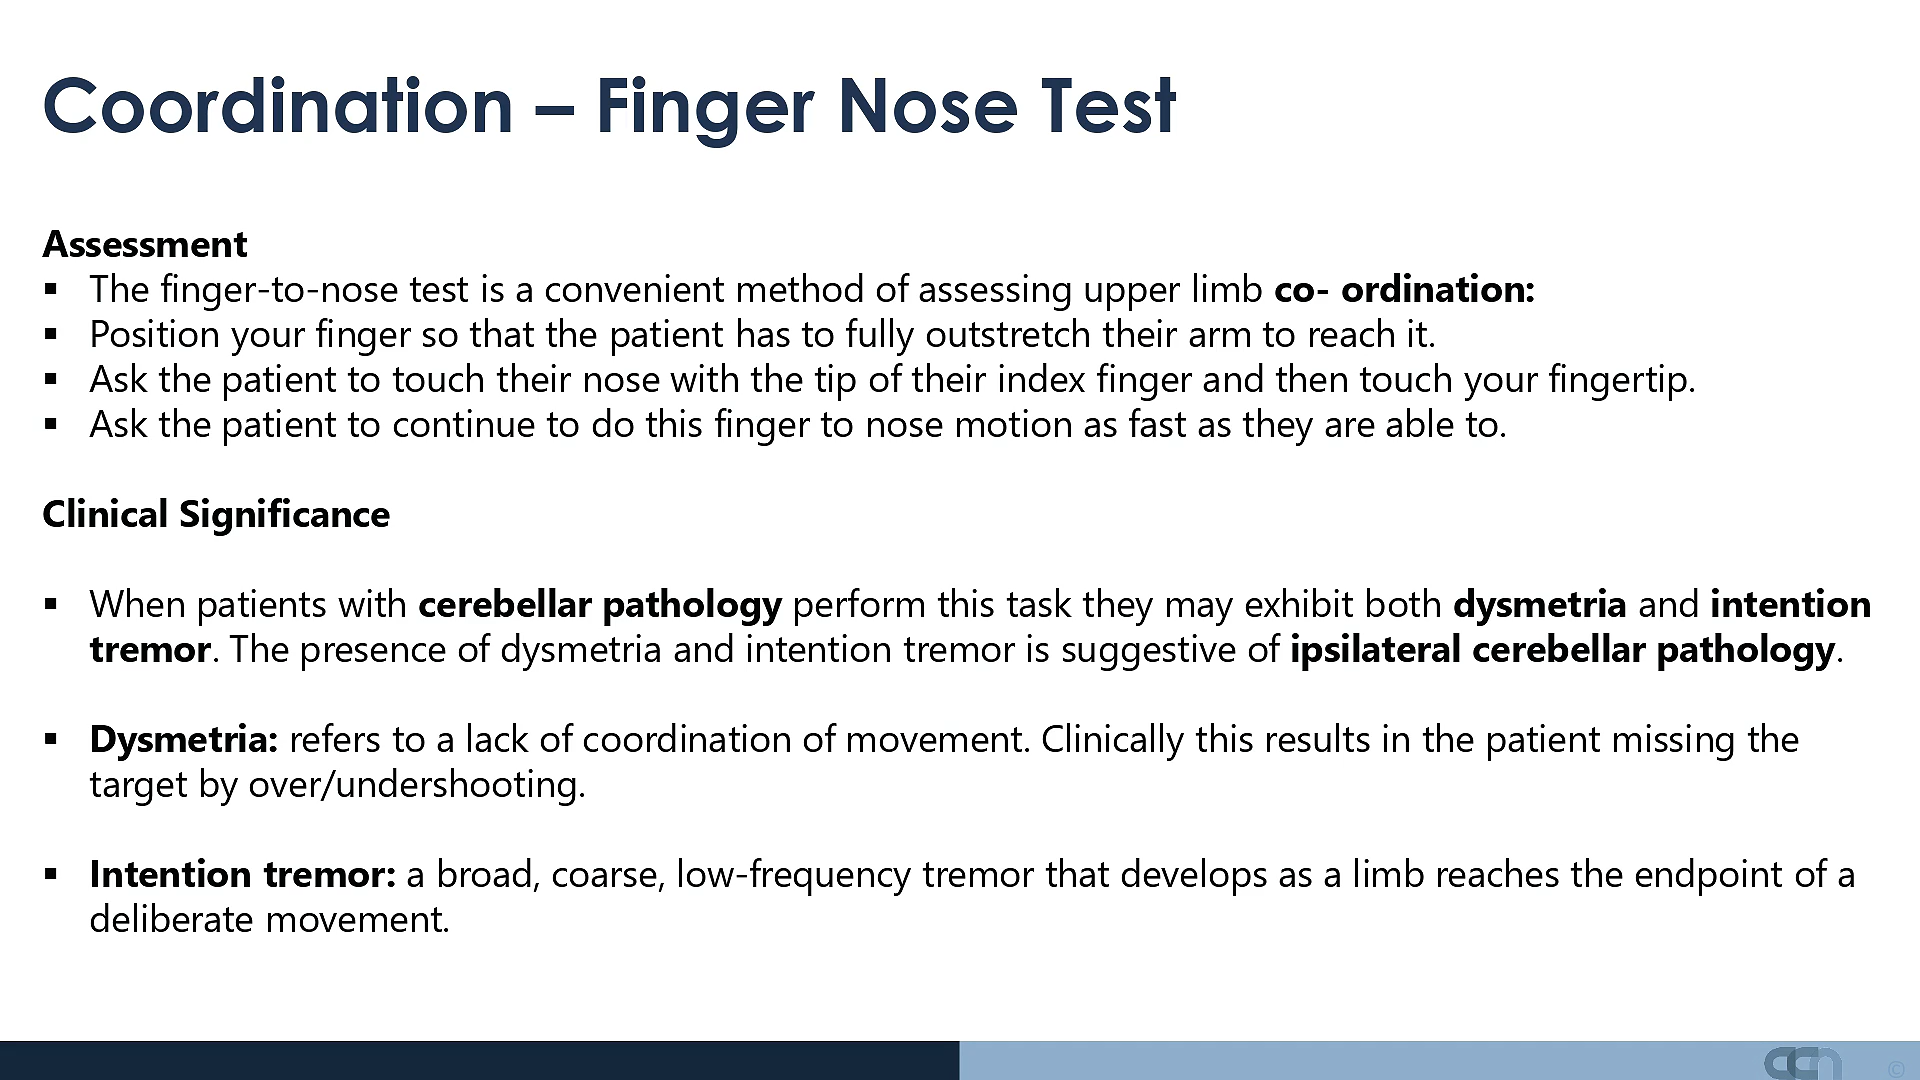 Coordination – Finger Nose Test
Assessment
▪ The finger-to-nose test is a convenient method of assessing upper limb co- ordination:
▪ Position your finger so that the patient has to fully outstretch their arm to reach it.
▪ Ask the patient to touch their nose with the tip of their index finger and then touch your fingertip.
▪ Ask the patient to continue to do this finger to nose motion as fast as they are able to.
Clinical Significance
▪ When patients with cerebellar pathology perform this task they may exhibit both dysmetria and intention
tremor. The presence of dysmetria and intention tremor is suggestive of ipsilateral cerebellar pathology.
▪ Dysmetria: refers to a lack of coordination of movement. Clinically this results in the patient missing the
target by over/undershooting.
▪ Intention tremor: a broad, coarse, low-frequency tremor that develops as a limb reaches the endpoint of a
deliberate movement.
©